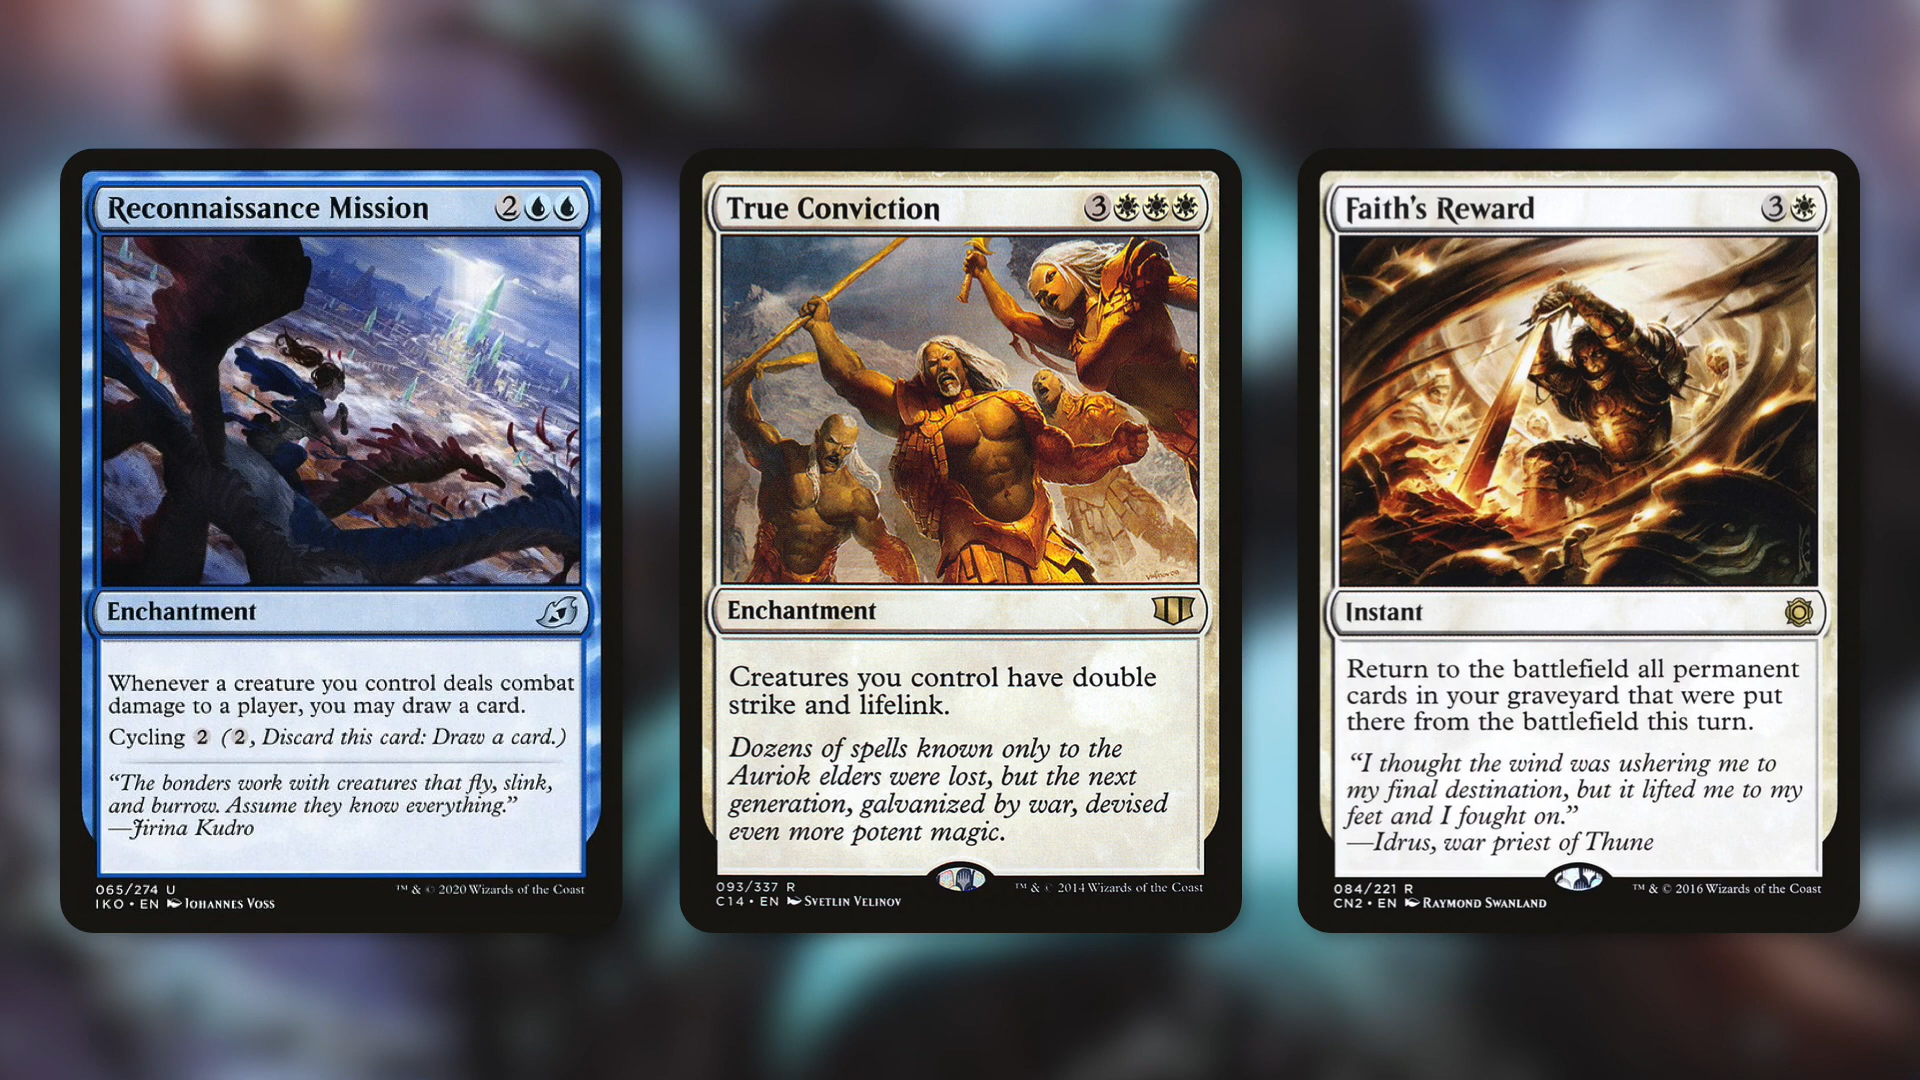 Reconnaissance Mission 2
Enchantment
Whenever a creature you control deals combat
damage to a player, you may draw a card.
Cycling 2 (2, Discard this card: Draw a card.)
“The bonders work with creatures that fly, slink,
and burrow. Assume they know everything.”
—Jirina Kudro
065/274 U
IKO • EN Johannes Voss
™ & © 2020 Wizards of the Coast
True Conviction 3
Enchantment
Creatures you control have double
strike and lifelink.
Dozens of spells known only to the
Auriok elders were lost, but the next
generation, galvanized by war, devised
even more potent magic.
093/337 R
C14 • EN Svetlin Velinov
™ & © 2014 Wizards of the Coast
Faith's Reward 3
Instant
Return to the battlefield all permanent
cards in your graveyard that were put
there from the battlefield this turn.
“I thought the wind was ushering me to
my final destination, but it lifted me to my
feet and I fought on.”
—Idrus, war priest of Thune
084/221 R
CN2 • EN Raymond Swanland
™ & © 2016 Wizards of the Coast